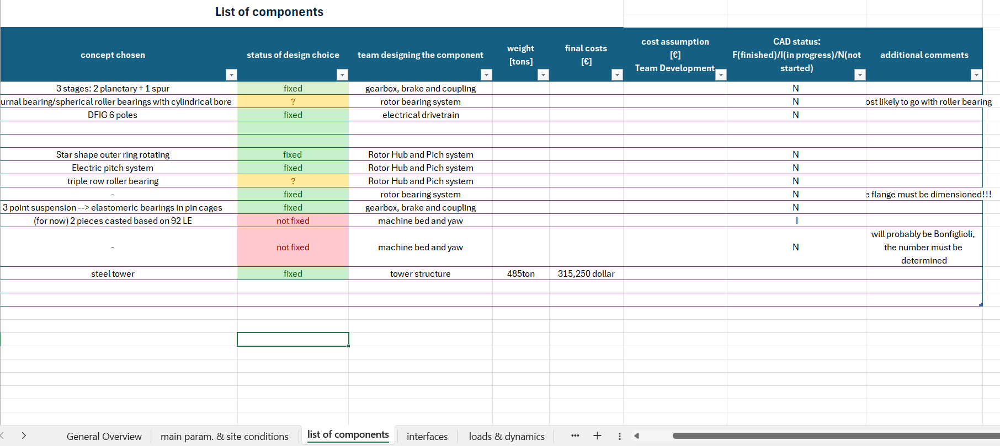 List of components
concept chosen
status of design choice
team designing the component
weight
[tons]
final costs
[€]
cost assumption
[€]
Team Development
CAD status:
F(finished)/I(in progress)/N(not
started)
additional comments
3 stages: 2 planetary + 1 spur fixed gearbox, brake and coupling N
urnal bearing/spherical roller bearings with cylindrical bore ? rotor bearing system N ost likely to go with roller bearing
DFIG 6 poles fixed electrical drivetrain N
Star shape outer ring rotating fixed Rotor Hub and Pich system N
Electric pitch system fixed Rotor Hub and Pich system N
triple row roller bearing ? Rotor Hub and Pich system N
- fixed rotor bearing system N e flange must be dimensioned!!!
3 point suspension --> elastomeric bearings in pin cages fixed gearbox, brake and coupling N
(for now) 2 pieces casted based on 92 LE not fixed machine bed and yaw I
- not fixed machine bed and yaw N
will probably be Bonfiglioli,
the number must be
determined
steel tower fixed tower structure 485ton 315,250 dollar
General Overview main param. & site conditions list of components interfaces loads & dynamics